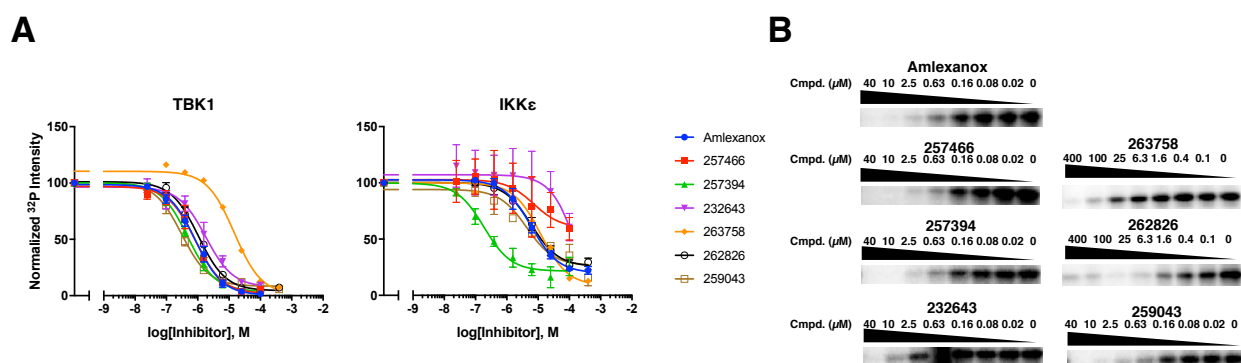 A
B
TBK1
IKKε
Normalized ³²P Intensity
150
100
50
0
-9 -8 -7 -6 -5 -4 -3 -2
log[Inhibitor], M
150
100
50
0
-9 -8 -7 -6 -5 -4 -3 -2
log[Inhibitor], M
Amlexanox
257466
257394
232643
263758
262826
259043
Amlexanox
Cmpd. (µM) 40 10 2.5 0.63 0.16 0.08 0.02 0
257466
Cmpd. (µM) 40 10 2.5 0.63 0.16 0.08 0.02 0
263758
400 100 25 6.3 1.6 0.4 0.1 0
257394
Cmpd. (µM) 40 10 2.5 0.63 0.16 0.08 0.02 0
262826
400 100 25 6.3 1.6 0.4 0.1 0
232643
Cmpd. (µM) 40 10 2.5 0.63 0.16 0.08 0.02 0
259043
40 10 2.5 0.63 0.16 0.08 0.02 0